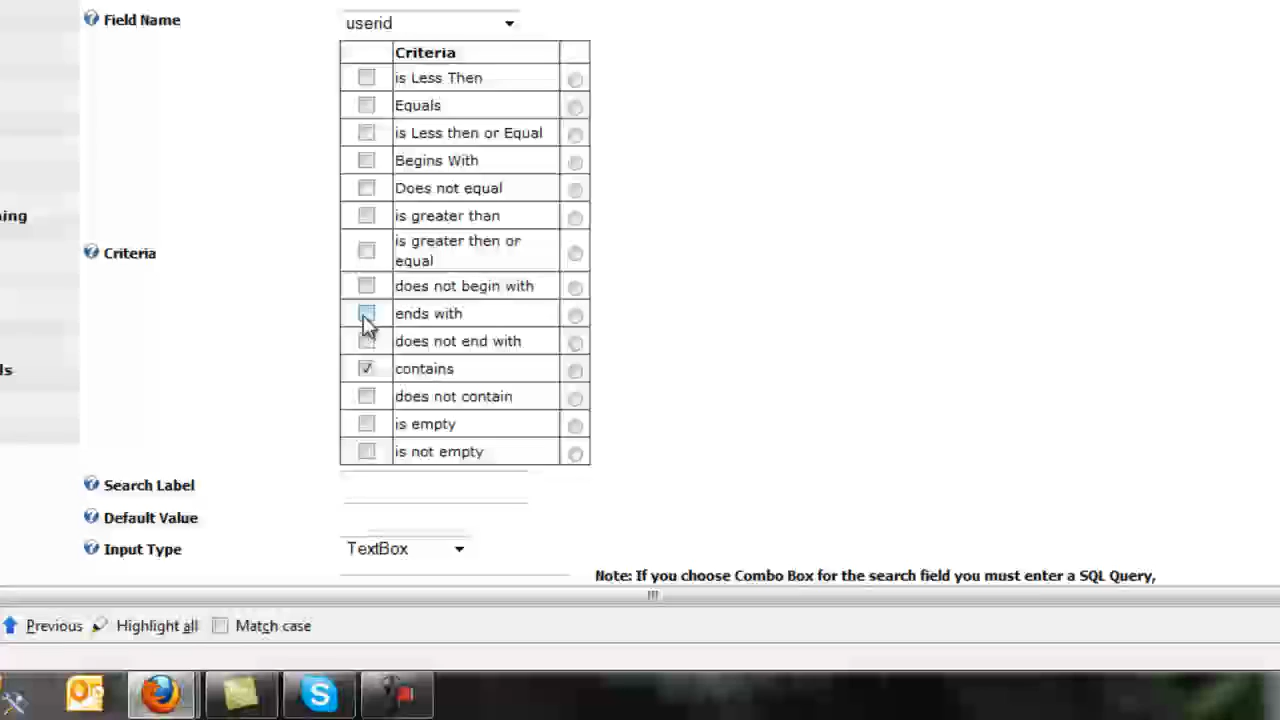 Field Name
userid
Criteria
is Less Then
Equals
is Less then or Equal
Begins With
Does not equal
ning
is greater than
Criteria
is greater then or
equal
does not begin with
ends with
does not end with
ls
contains
does not contain
is empty
is not empty
Search Label
Default Value
Input Type
TextBox
Note: If you choose Combo Box for the search field you must enter a SQL Query,
Previous Highlight all Match case